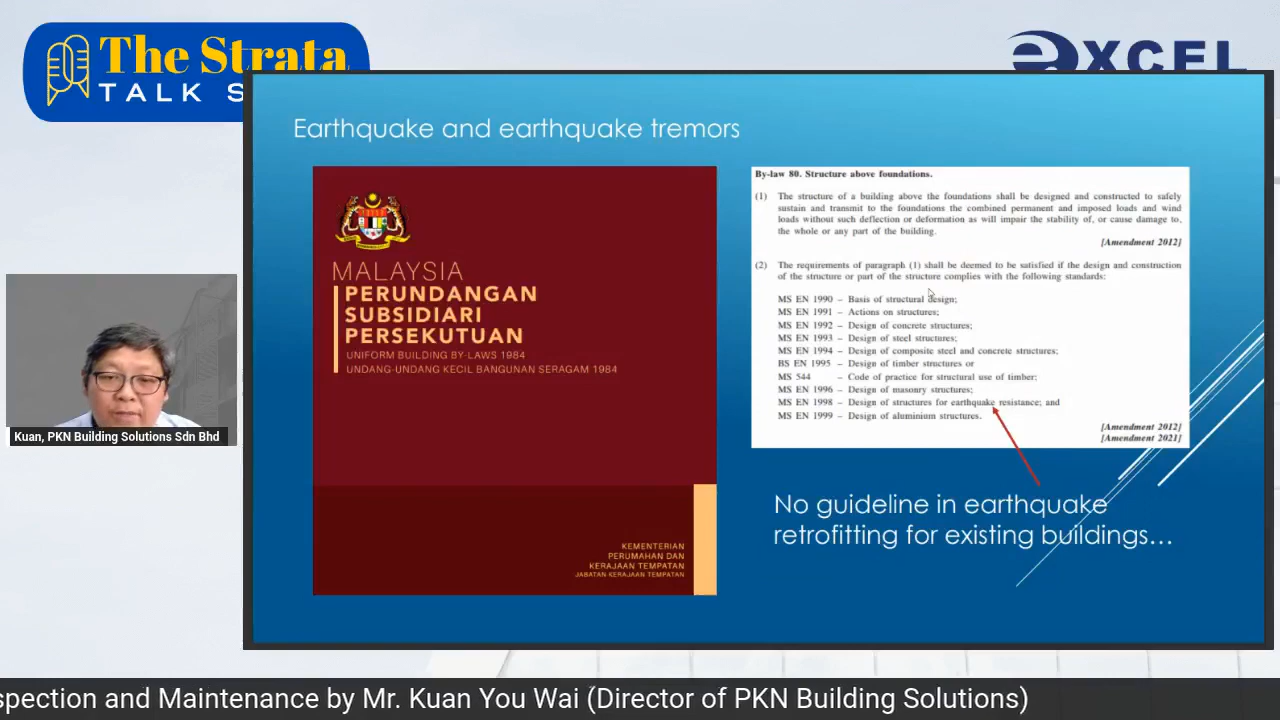 The Strata
TALK S
EXCEL
Earthquake and earthquake tremors
MALAYSIA
PERUNDANGAN
SUBSIDIARI
PERSEKUTUAN
UNIFORM BUILDING BY-LAWS 1984
UNDANG-UNDANG KECIL BANGUNAN SERAGAM 1984
KEMENTERIAN
PERUMAHAN DAN
KERAJAAN TEMPATAN
JABATAN KERAJAAN TEMPATAN
By-law 80. Structure above foundations.
(1) The structure of a building above the foundations shall be designed and constructed to safely
sustain and transmit to the foundations the combined permanent and imposed loads and wind
loads without such deflection or deformation as will impair the stability of, or cause damage to,
the whole or any part of the building.
[Amendment 2012]
(2) The requirements of paragraph (1) shall be deemed to be satisfied if the design and construction
of the structure or part of the structure complies with the following standards:
MS EN 1990 – Basis of structural design;
MS EN 1991 – Actions on structures;
MS EN 1992 – Design of concrete structures;
MS EN 1993 – Design of steel structures;
MS EN 1994 – Design of composite steel and concrete structures;
BS EN 1995 – Design of timber structures or
MS 544 – Code of practice for structural use of timber;
MS EN 1996 – Design of masonry structures;
MS EN 1998 – Design of structures for earthquake resistance; and
MS EN 1999 – Design of aluminium structures.
[Amendment 2012]
[Amendment 2021]
No guideline in earthquake
retrofitting for existing buildings...
Kuan, PKN Building Solutions Sdn Bhd
spection and Maintenance by Mr. Kuan You Wai (Director of PKN Building Solutions)